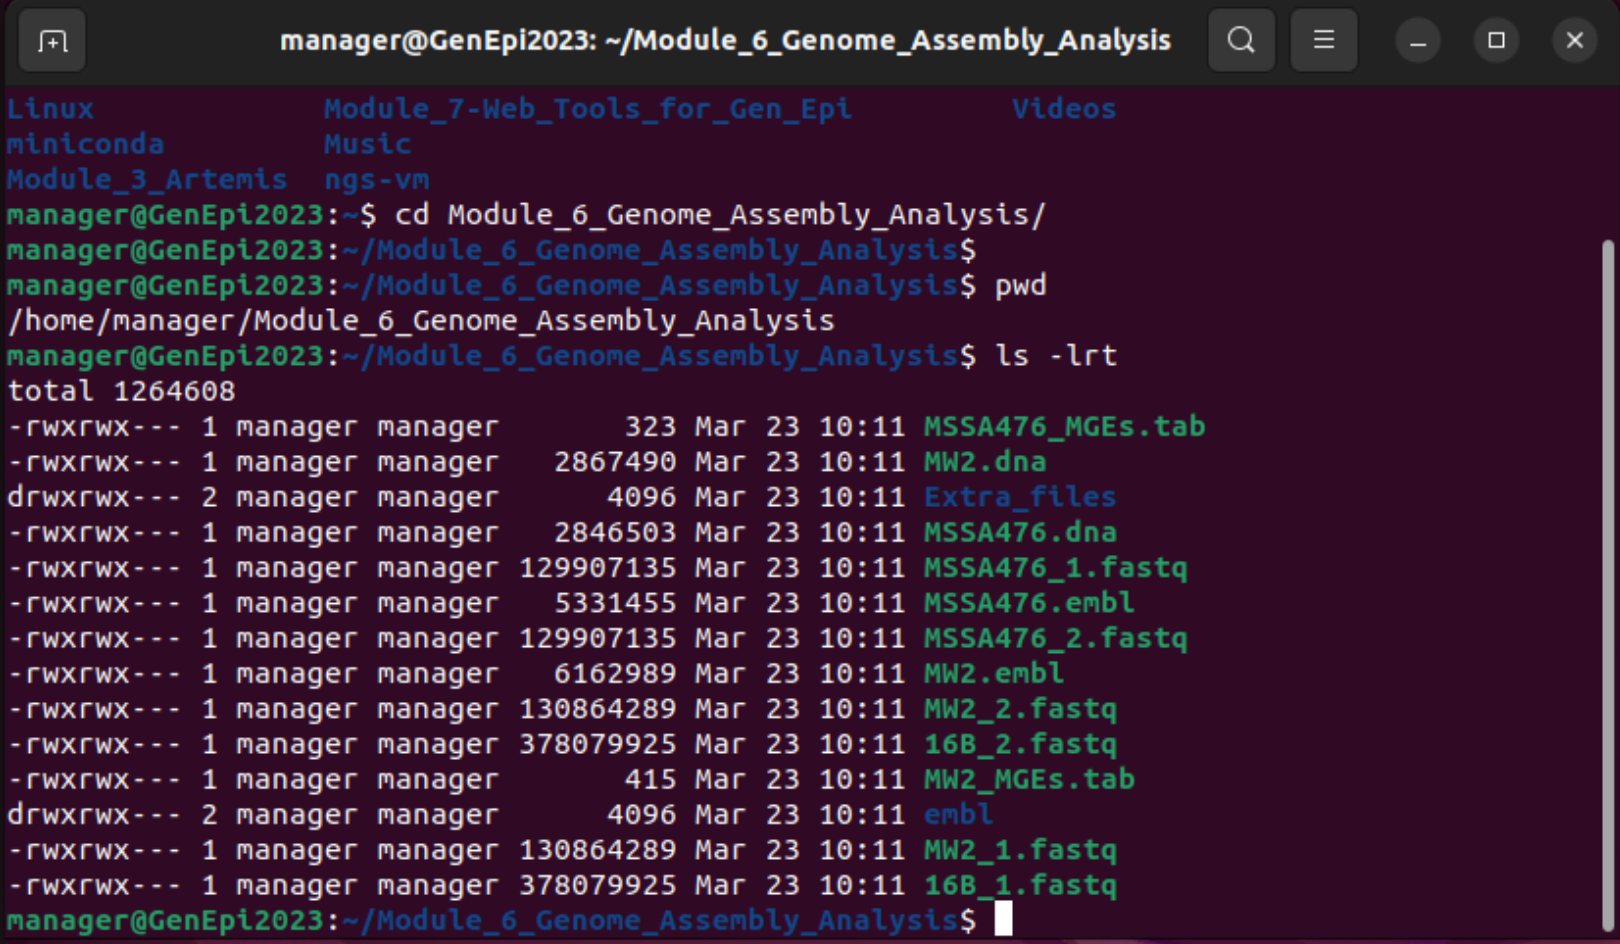 manager@GenEpi2023: ~/Module_6_Genome_Assembly_Analysis
Linux Module_7-Web_Tools_for_Gen_Epi Videos
miniconda Music
Module_3_Artemis ngs-vm
manager@GenEpi2023:~$ cd Module_6_Genome_Assembly_Analysis/
manager@GenEpi2023:~/Module_6_Genome_Assembly_Analysis$
manager@GenEpi2023:~/Module_6_Genome_Assembly_Analysis$ pwd
/home/manager/Module_6_Genome_Assembly_Analysis
manager@GenEpi2023:~/Module_6_Genome_Assembly_Analysis$ ls -lrt
total 1264608
-rwxrwx--- 1 manager manager 323 Mar 23 10:11 MSSA476_MGEs.tab
-rwxrwx--- 1 manager manager 2867490 Mar 23 10:11 MW2.dna
drwxrwx--- 2 manager manager 4096 Mar 23 10:11 Extra_files
-rwxrwx--- 1 manager manager 2846503 Mar 23 10:11 MSSA476.dna
-rwxrwx--- 1 manager manager 129907135 Mar 23 10:11 MSSA476_1.fastq
-rwxrwx--- 1 manager manager 5331455 Mar 23 10:11 MSSA476.embl
-rwxrwx--- 1 manager manager 129907135 Mar 23 10:11 MSSA476_2.fastq
-rwxrwx--- 1 manager manager 6162989 Mar 23 10:11 MW2.embl
-rwxrwx--- 1 manager manager 130864289 Mar 23 10:11 MW2_2.fastq
-rwxrwx--- 1 manager manager 378079925 Mar 23 10:11 16B_2.fastq
-rwxrwx--- 1 manager manager 415 Mar 23 10:11 MW2_MGEs.tab
drwxrwx--- 2 manager manager 4096 Mar 23 10:11 embl
-rwxrwx--- 1 manager manager 130864289 Mar 23 10:11 MW2_1.fastq
-rwxrwx--- 1 manager manager 378079925 Mar 23 10:11 16B_1.fastq
manager@GenEpi2023:~/Module_6_Genome_Assembly_Analysis$